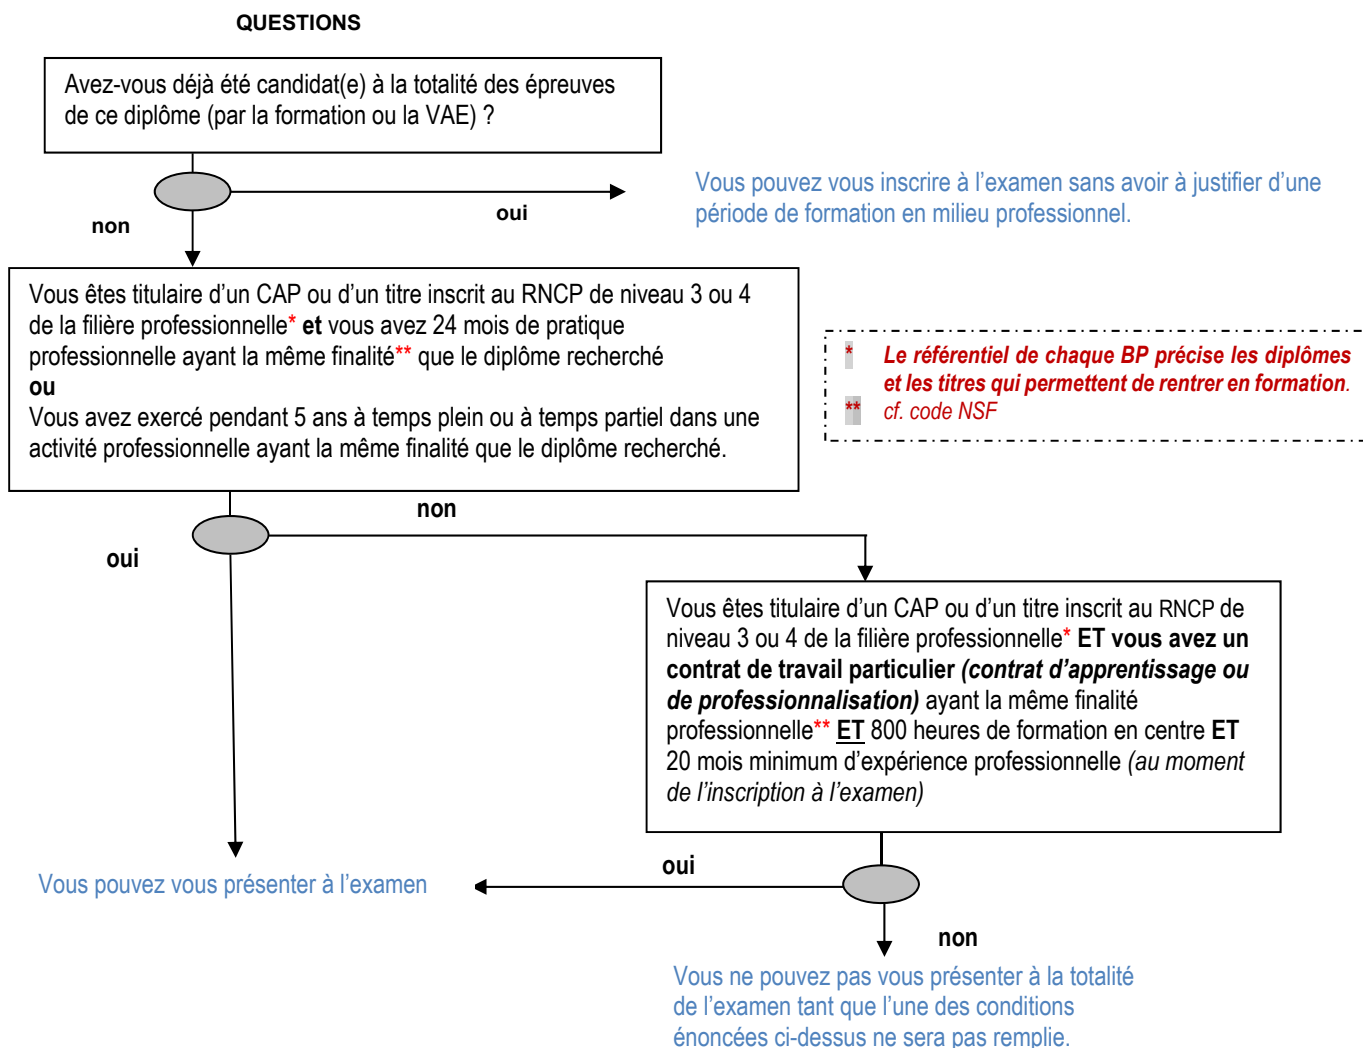 QUESTIONS
Avez-vous déjà été candidat(e) à la totalité des épreuves
de ce diplôme (par la formation ou la VAE) ?
Vous pouvez vous inscrire à l’examen sans avoir à justifier d’une
période de formation en milieu professionnel.
oui
non
Vous êtes titulaire d’un CAP ou d’un titre inscrit au RNCP de niveau 3 ou 4
de la filière professionnelle* et vous avez 24 mois de pratique
professionnelle ayant la même finalité** que le diplôme recherché
ou
Vous avez exercé pendant 5 ans à temps plein ou à temps partiel dans une
activité professionnelle ayant la même finalité que le diplôme recherché.
* Le référentiel de chaque BP précise les diplômes
et les titres qui permettent de rentrer en formation.
** cf. code NSF
non
oui
Vous êtes titulaire d’un CAP ou d’un titre inscrit au RNCP de
niveau 3 ou 4 de la filière professionnelle* ET vous avez un
contrat de travail particulier (contrat d’apprentissage ou
de professionnalisation) ayant la même finalité
professionnelle** ET 800 heures de formation en centre ET
20 mois minimum d’expérience professionnelle (au moment
de l’inscription à l’examen)
oui
Vous pouvez vous présenter à l’examen
non
Vous ne pouvez pas vous présenter à la totalité
de l’examen tant que l’une des conditions
énoncées ci-dessus ne sera pas remplie.